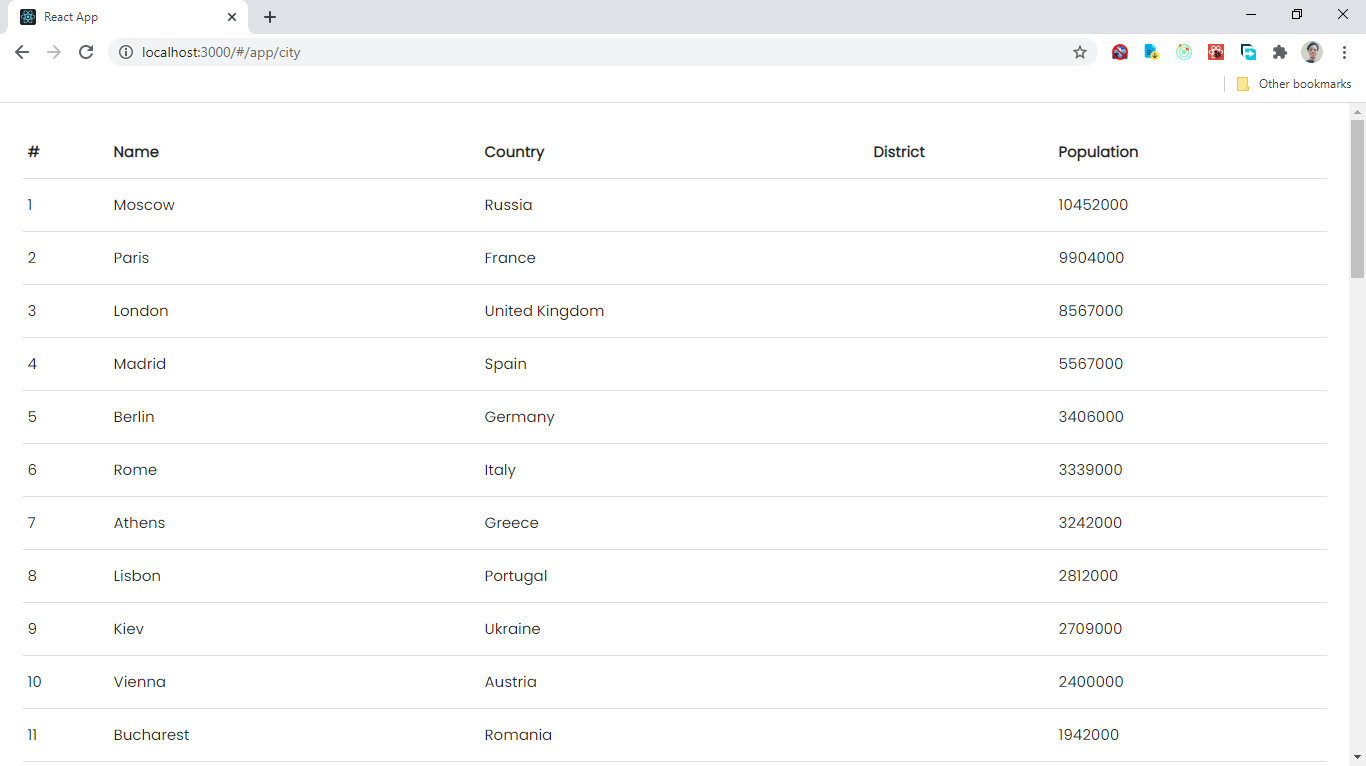 React App
localhost:3000/#/app/city
Other bookmarks
# Name Country District Population
1 Moscow Russia 10452000
2 Paris France 9904000
3 London United Kingdom 8567000
4 Madrid Spain 5567000
5 Berlin Germany 3406000
6 Rome Italy 3339000
7 Athens Greece 3242000
8 Lisbon Portugal 2812000
9 Kiev Ukraine 2709000
10 Vienna Austria 2400000
11 Bucharest Romania 1942000